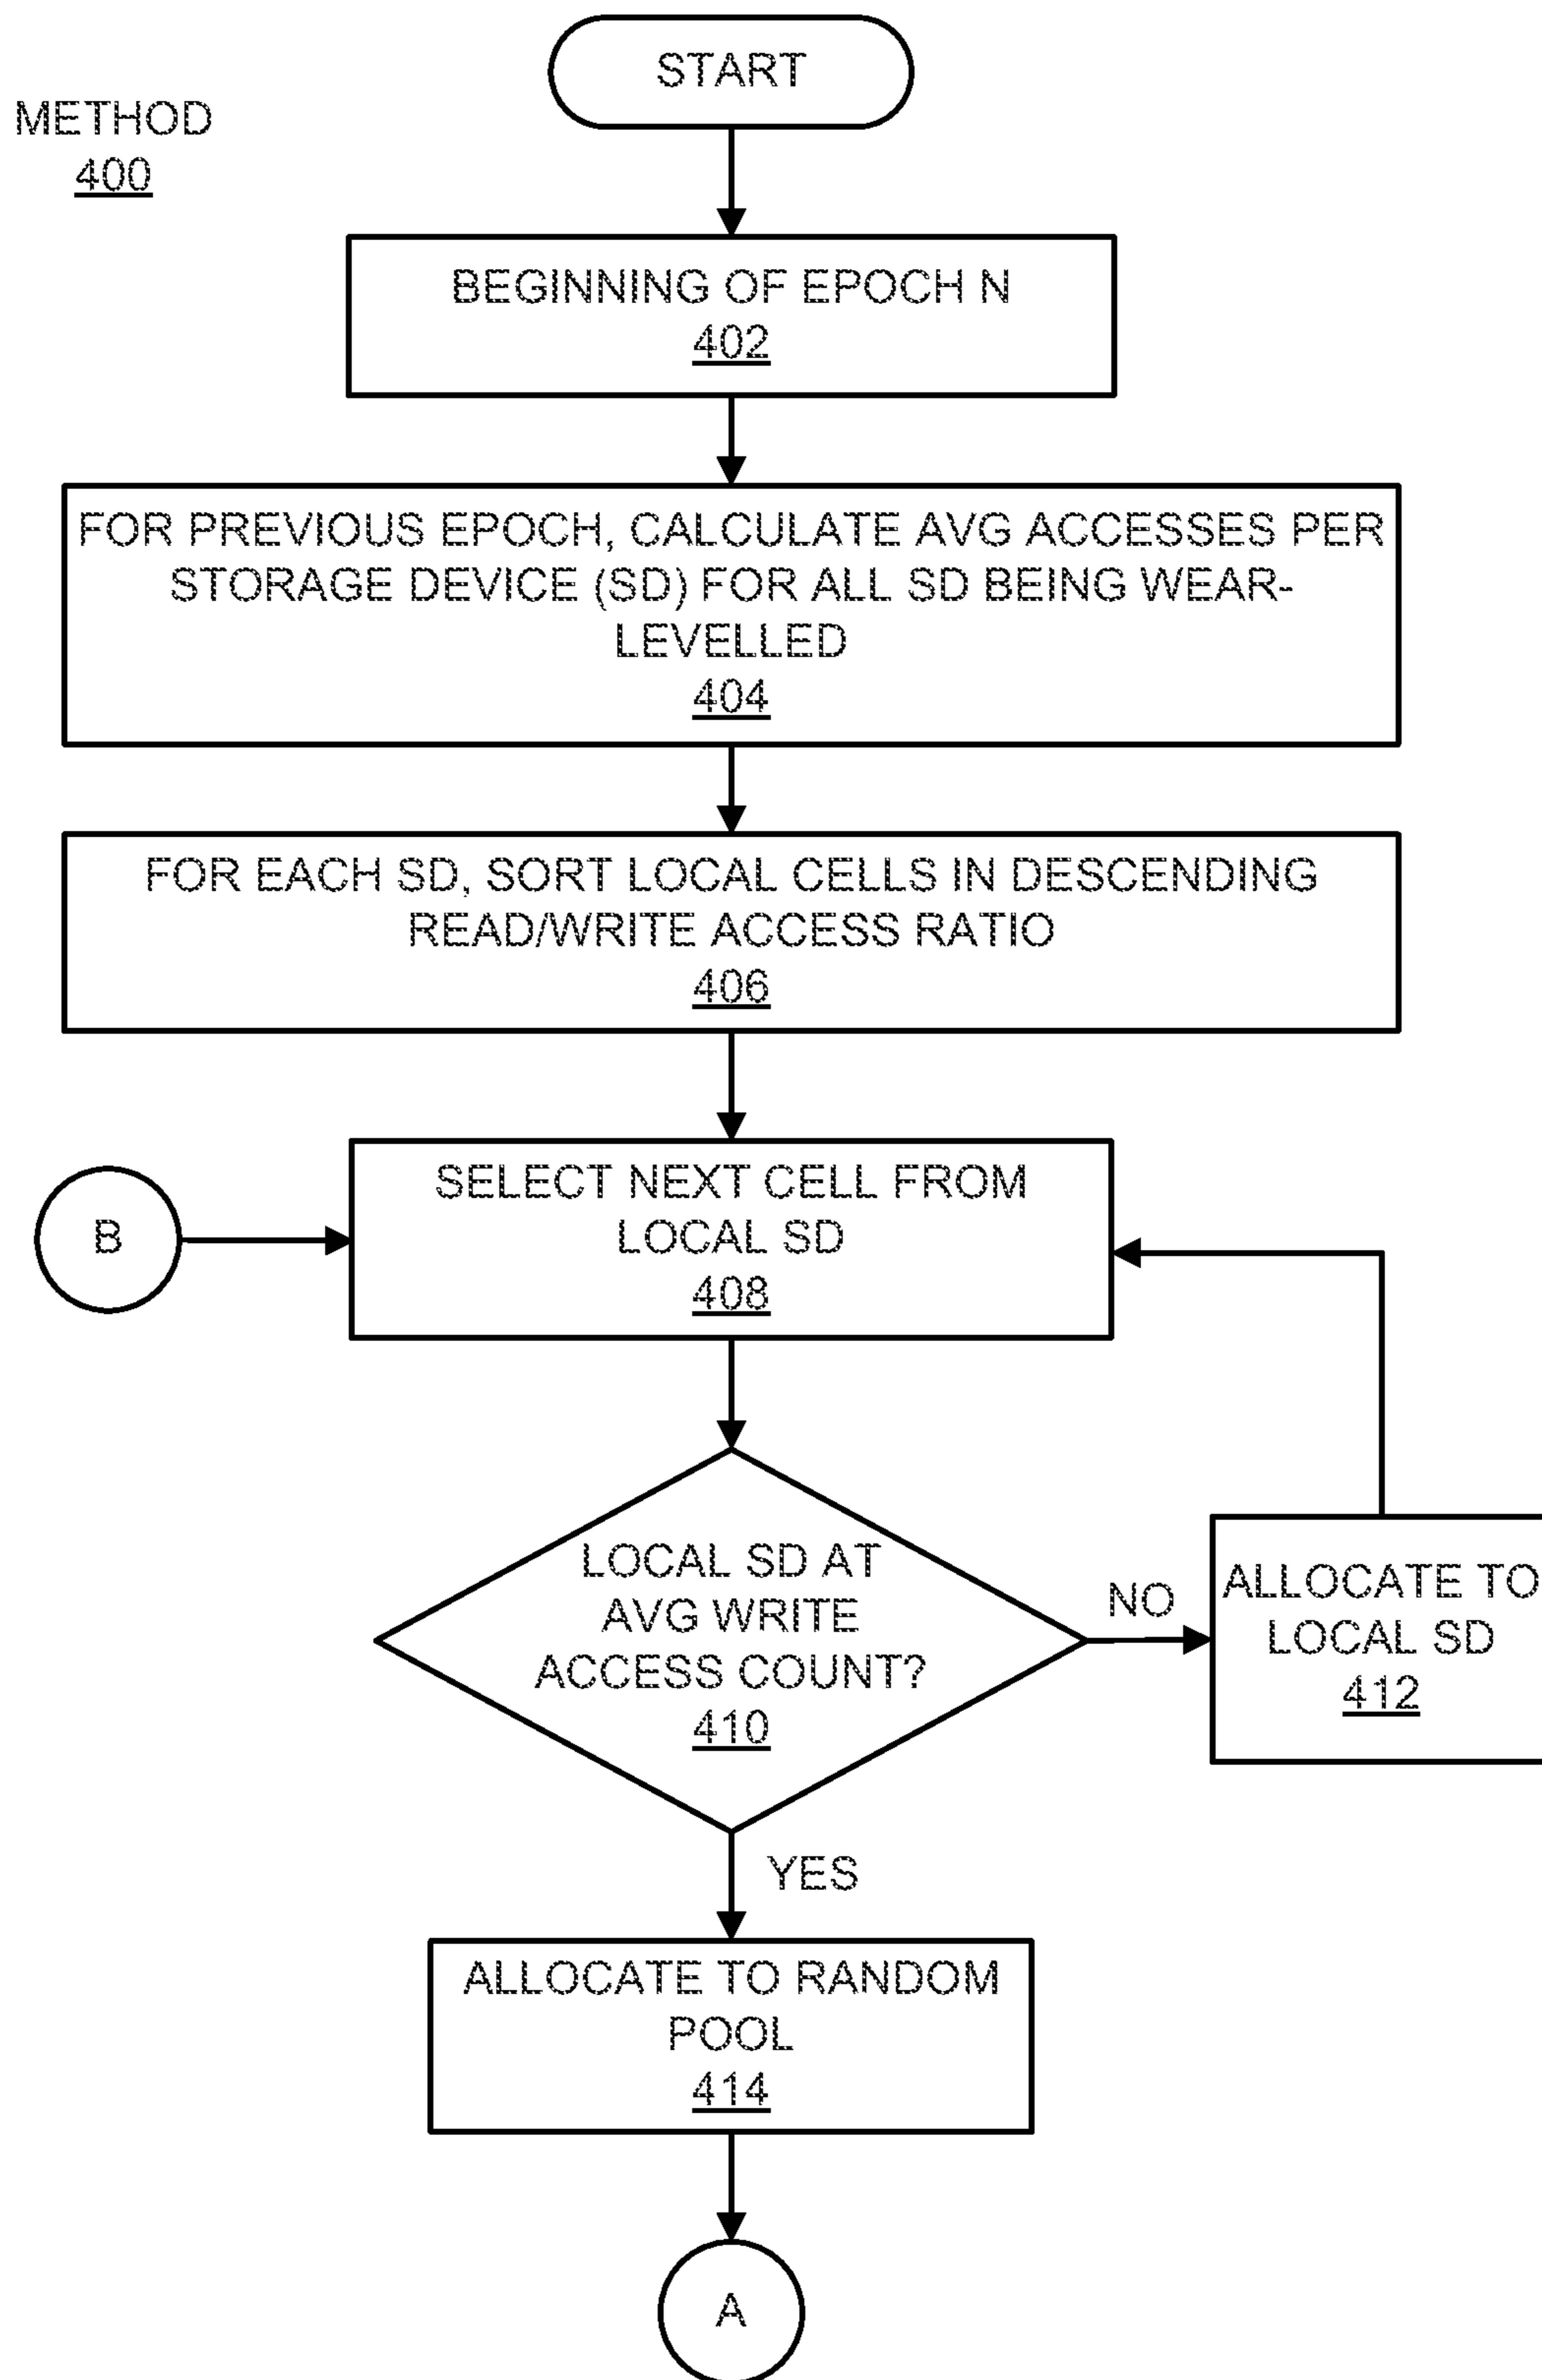 START
METHOD
400
BEGINNING OF EPOCH N
402
FOR PREVIOUS EPOCH, CALCULATE AVG ACCESSES PER
STORAGE DEVICE (SD) FOR ALL SD BEING WEAR-
LEVELLED
404
FOR EACH SD, SORT LOCAL CELLS IN DESCENDING
READ/WRITE ACCESS RATIO
406
SELECT NEXT CELL FROM
LOCAL SD
408
B
LOCAL SD AT
AVG WRITE
ACCESS COUNT?
410
NO
ALLOCATE TO
LOCAL SD
412
YES
ALLOCATE TO RANDOM
POOL
414
A